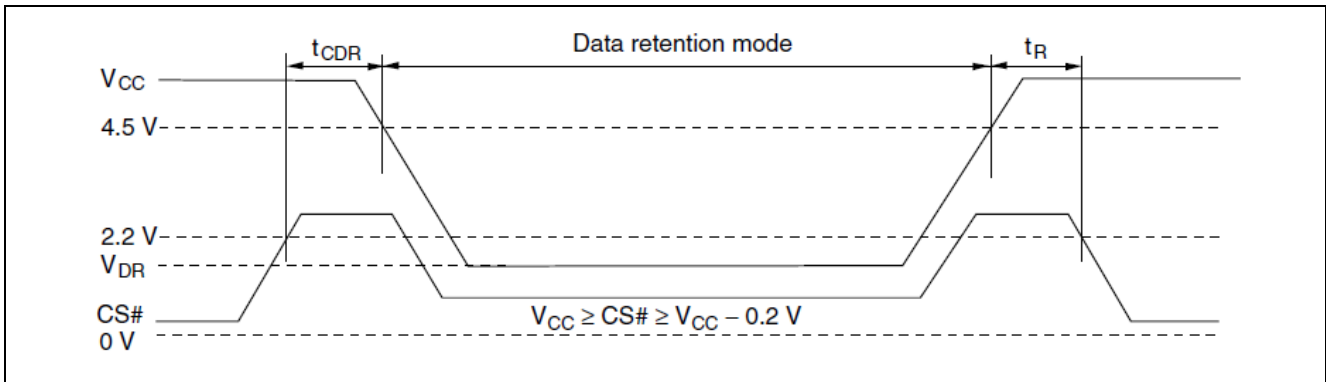 tCDR
Data retention mode
tR
VCC
4.5 V
2.2 V
VDR
CS#
VCC ≥ CS# ≥ VCC – 0.2 V
0 V